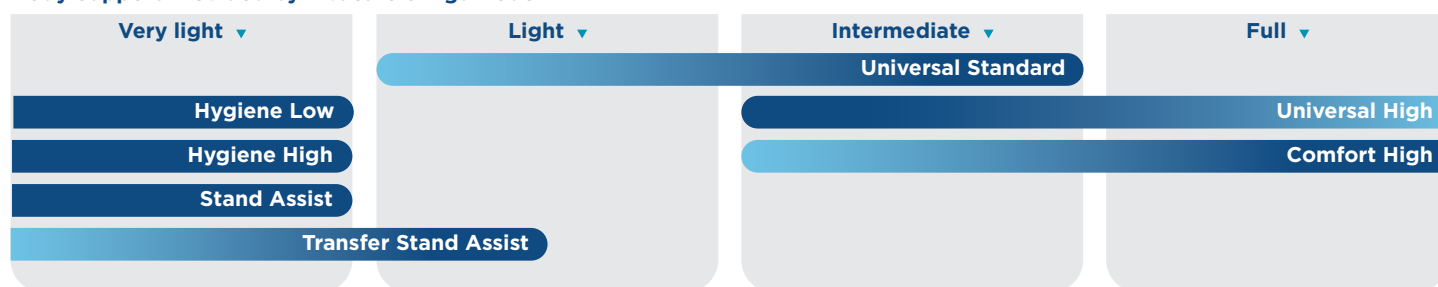 Very light
Light
Intermediate
Full
Universal Standard
Hygiene Low
Universal High
Hygiene High
Comfort High
Stand Assist
Transfer Stand Assist